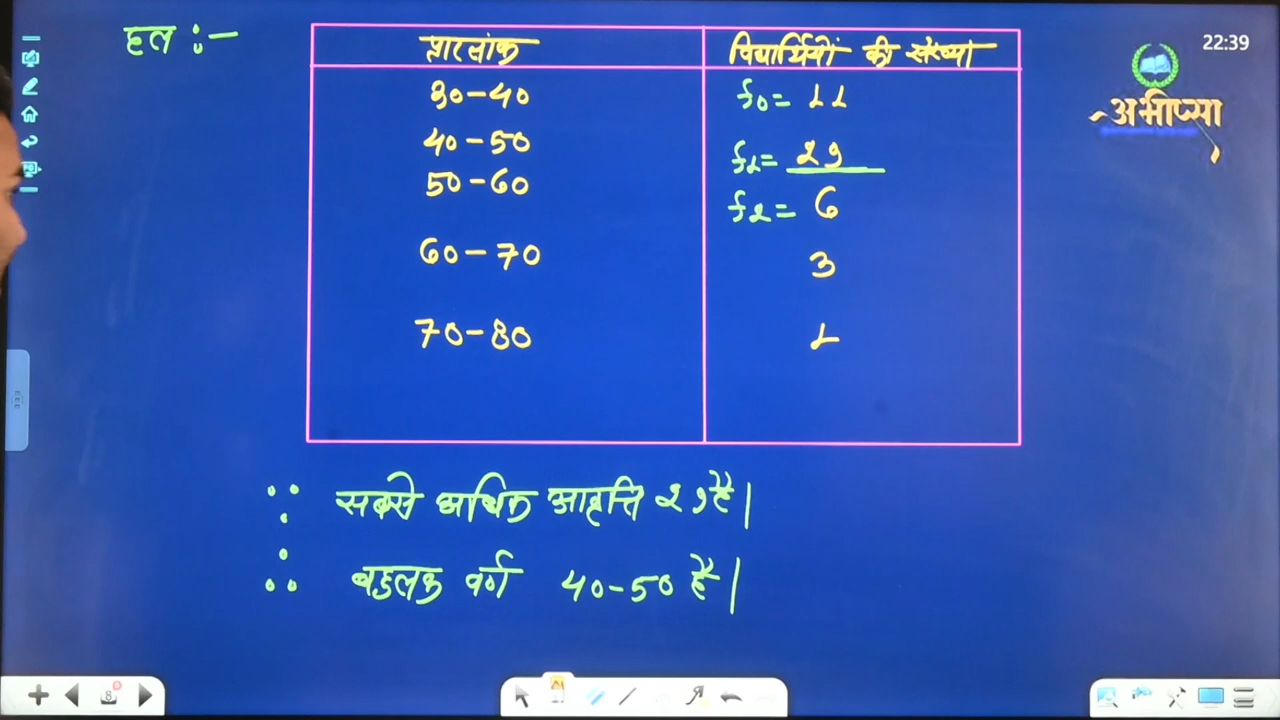 हल :-
प्राप्तांक विद्यार्थियों की संख्या
30-40 f0= 11
40-50 f1= 29
50-60 f2= 6
60-70 3
70-80 1
∵ सबसे अधिक आवृत्ति 29 है।
∴ बहुलक वर्ग 40-50 है।
22:39
अभीप्सा
8